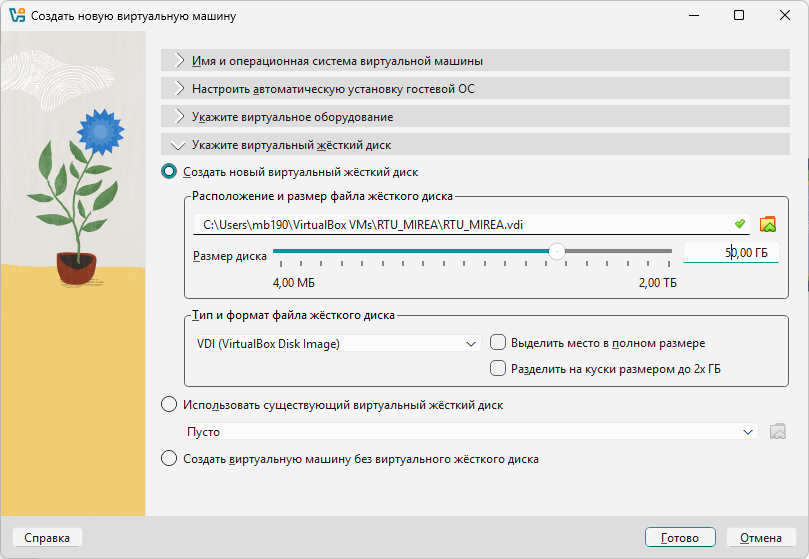 Создать новую виртуальную машину
Имя и операционная система виртуальной машины
Настроить автоматическую установку гостевой ОС
Укажите виртуальное оборудование
Укажите виртуальный жёсткий диск
Создать новый виртуальный жёсткий диск
Расположение и размер файла жёсткого диска
C:\Users\mb190\VirtualBox VMs\RTU_MIREA\RTU_MIREA.vdi
Размер диска 50,00 ГБ
4,00 МБ 2,00 ТБ
Тип и формат файла жёсткого диска
VDI (VirtualBox Disk Image) Выделить место в полном размере
Разделить на куски размером до 2х ГБ
Использовать существующий виртуальный жёсткий диск
Пусто
Создать виртуальную машину без виртуального жёсткого диска
Справка Готово Отмена